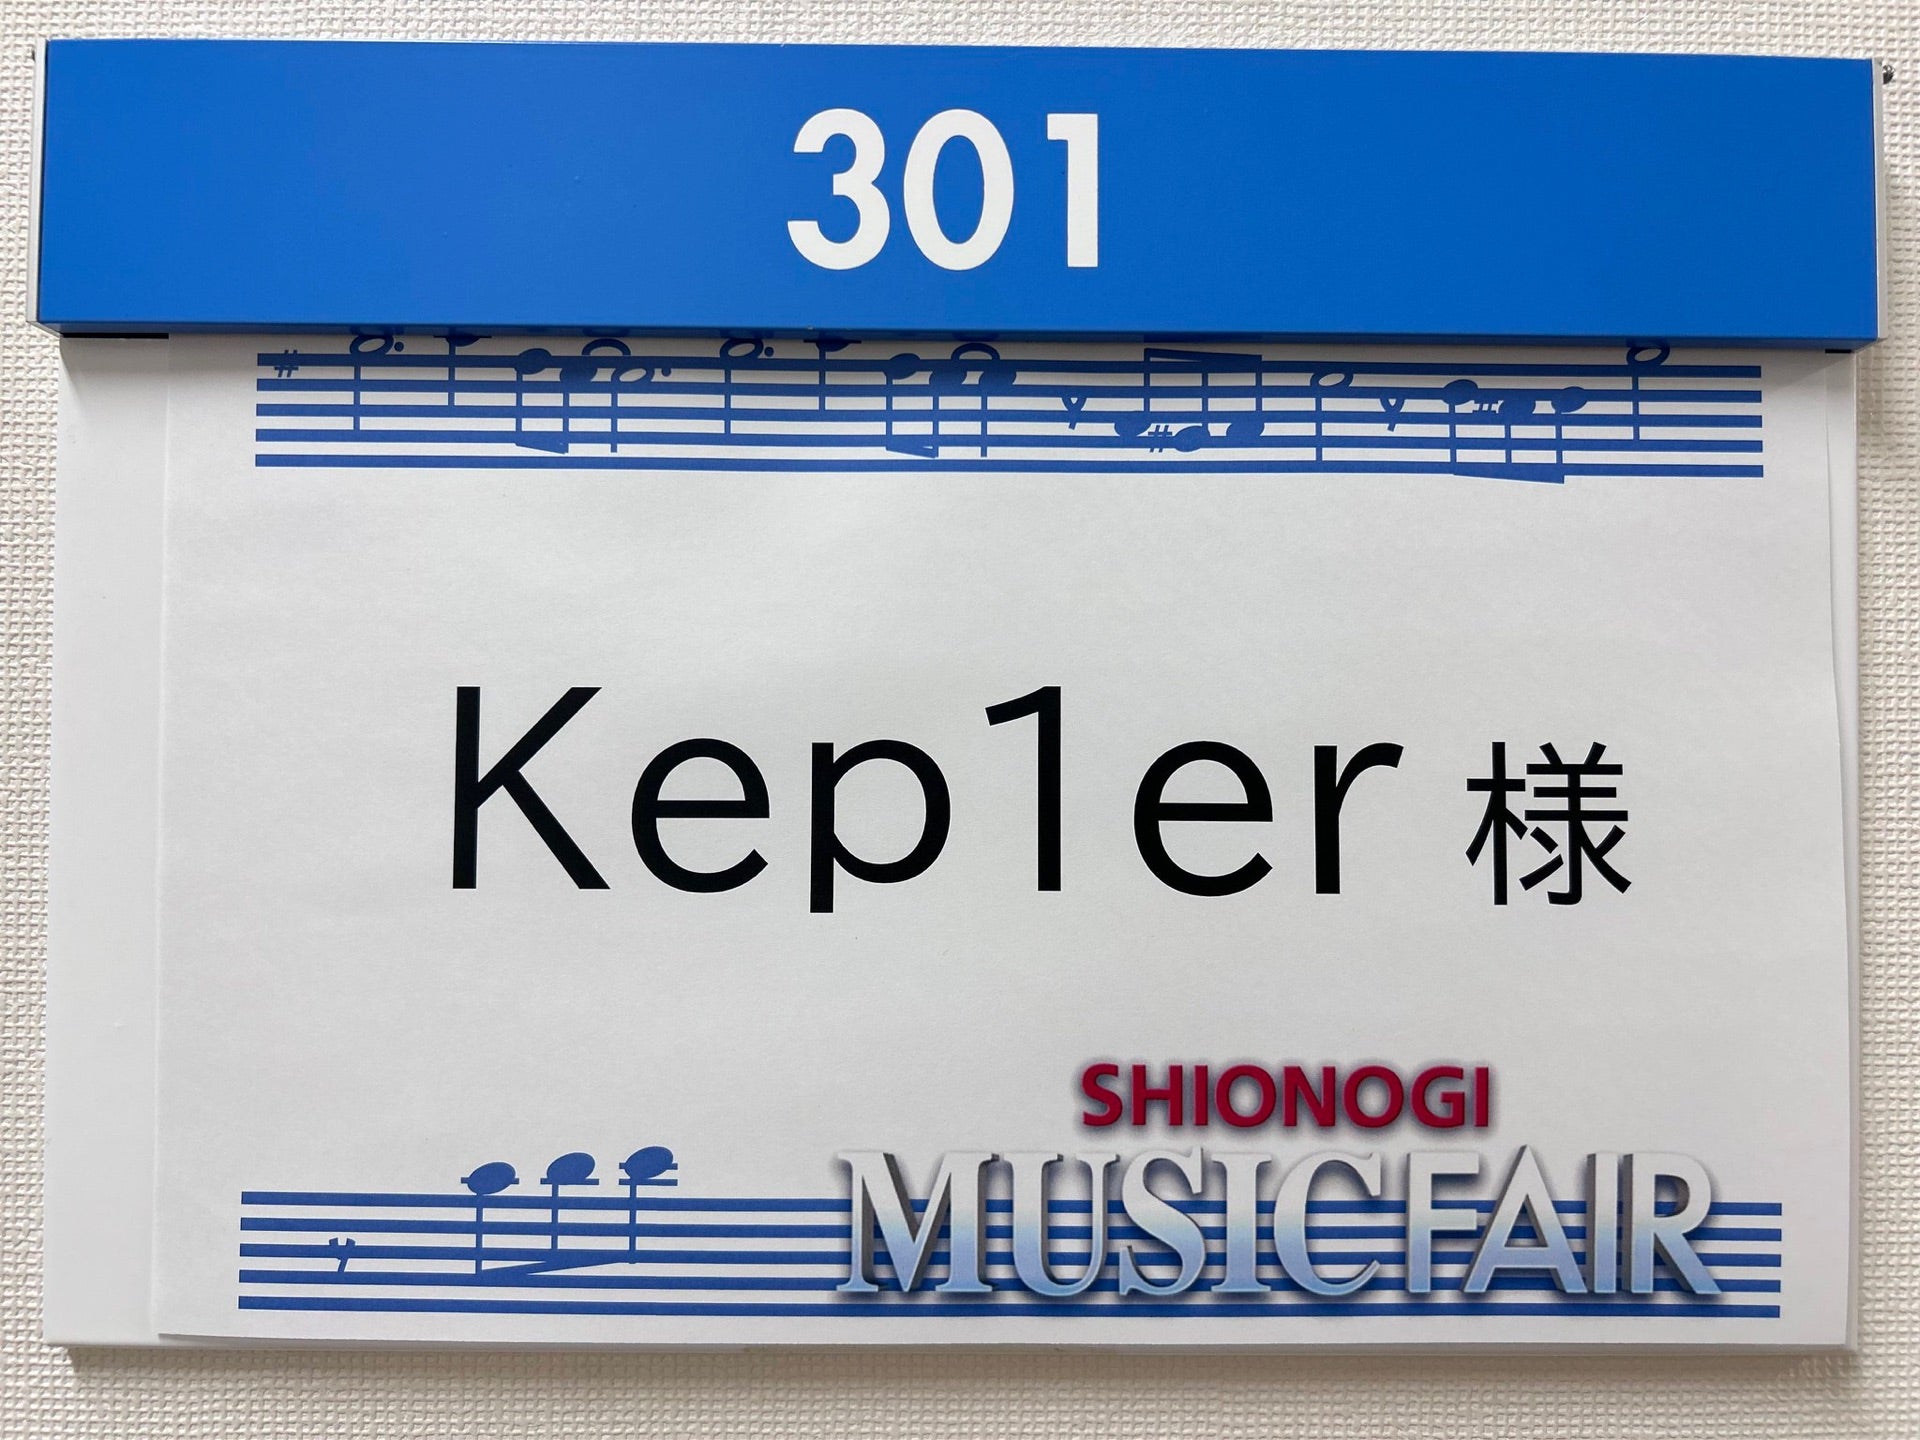 301
Kep1er 様
SHIONOGI
MUSICFAIR